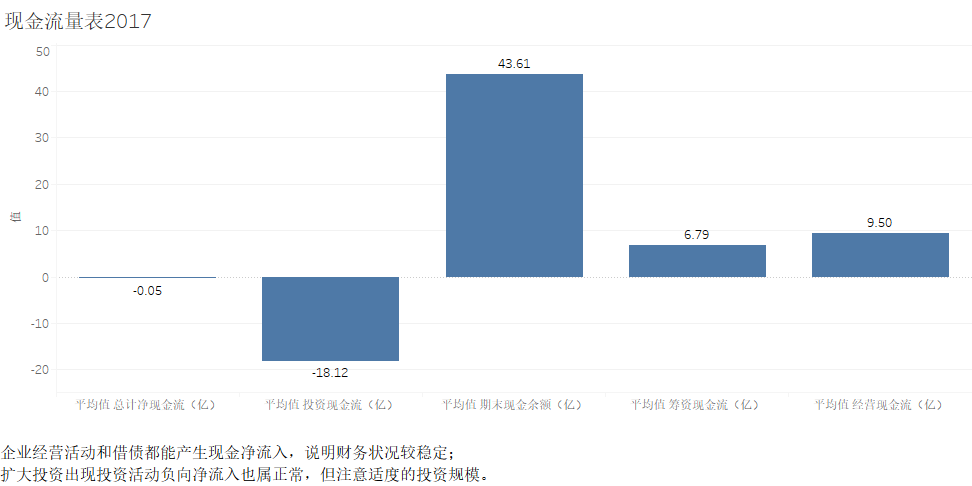 现金流量表2017
50
40
30
20
10
0
-10
-20
值
43.61
9.50
6.79
-0.05
-18.12
平均值 总计净现金流（亿） 平均值 投资现金流（亿） 平均值 期末现金余额（亿） 平均值 筹资现金流（亿） 平均值 经营现金流（亿）
企业经营活动和借债都能产生现金净流入，说明财务状况较稳定；
扩大投资出现投资活动负向净流入也属正常，但注意适度的投资规模。